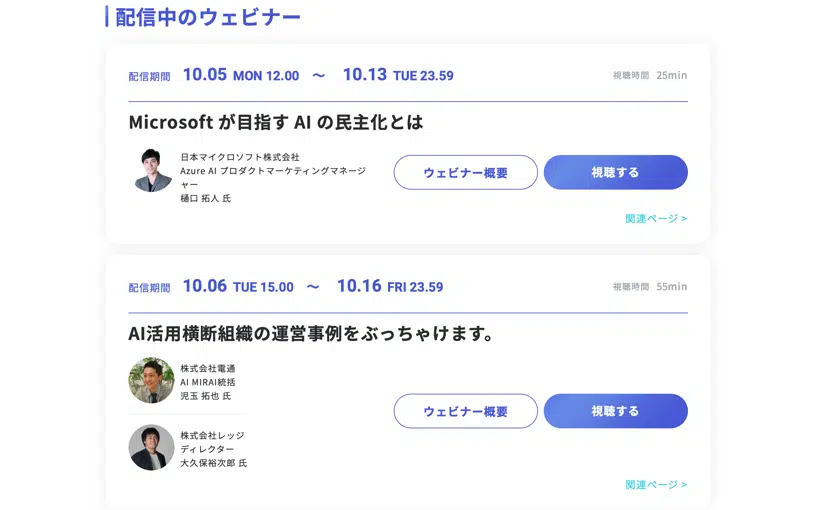 配信中のウェビナー
配信期間 10.05 MON 12.00 〜 10.13 TUE 23.59 視聴時間 25min
Microsoft が目指す AI の民主化とは
日本マイクロソフト株式会社
Azure AI プロダクトマーケティングマネージ
ャー
樋口 拓人 氏
ウェビナー概要 視聴する
関連ページ >
配信期間 10.06 TUE 15.00 〜 10.16 FRI 23.59 視聴時間 55min
AI活用横断組織の運営事例をぶっちゃけます。
株式会社電通
AI MIRAI統括
児玉 拓也 氏
ウェビナー概要 視聴する
株式会社レッジ
ディレクター
大久保裕次郎 氏
関連ページ >